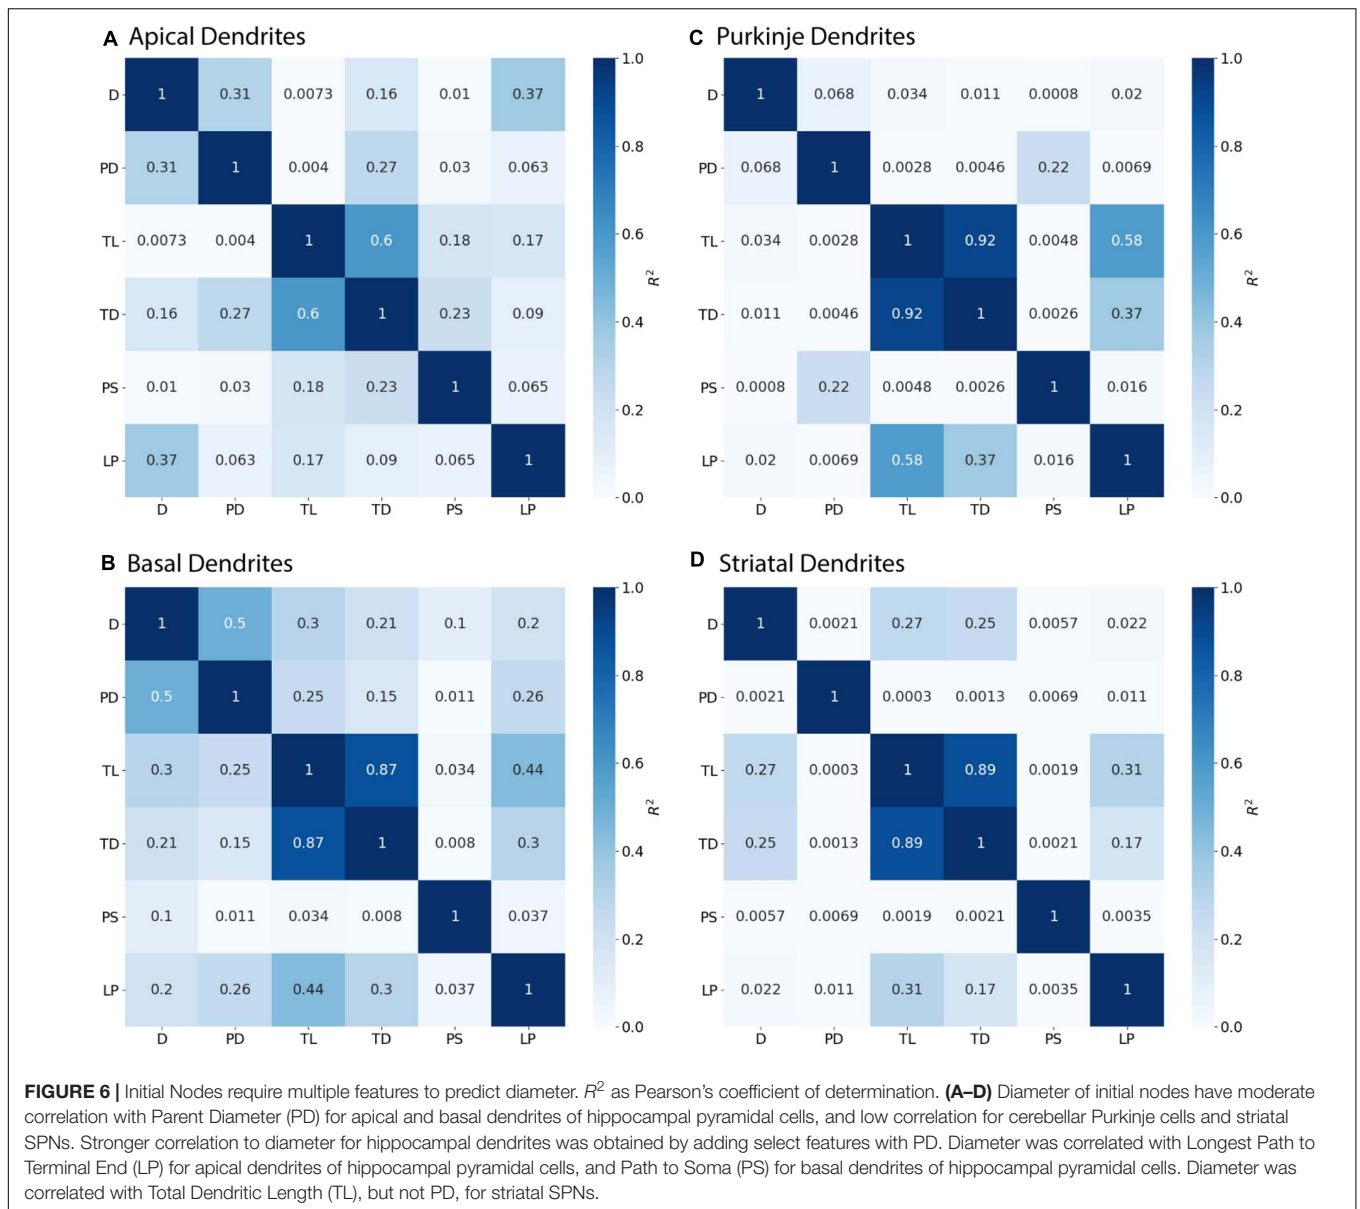 A Apical Dendrites
D 1 0.31 0.0073 0.16 0.01 0.37
PD 0.31 1 0.004 0.27 0.03 0.063
TL 0.0073 0.004 1 0.6 0.18 0.17
TD 0.16 0.27 0.6 1 0.23 0.09
PS 0.01 0.03 0.18 0.23 1 0.065
LP 0.37 0.063 0.17 0.09 0.065 1
D PD TL TD PS LP
1.0
0.8
0.6
R²
0.4
0.2
0.0
C Purkinje Dendrites
D 1 0.068 0.034 0.011 0.0008 0.02
PD 0.068 1 0.0028 0.0046 0.22 0.0069
TL 0.034 0.0028 1 0.92 0.0048 0.58
TD 0.011 0.0046 0.92 1 0.0026 0.37
PS 0.0008 0.22 0.0048 0.0026 1 0.016
LP 0.02 0.0069 0.58 0.37 0.016 1
D PD TL TD PS LP
1.0
0.8
0.6
R²
0.4
0.2
0.0
B Basal Dendrites
D 1 0.5 0.3 0.21 0.1 0.2
PD 0.5 1 0.25 0.15 0.011 0.26
TL 0.3 0.25 1 0.87 0.034 0.44
TD 0.21 0.15 0.87 1 0.008 0.3
PS 0.1 0.011 0.034 0.008 1 0.037
LP 0.2 0.26 0.44 0.3 0.037 1
D PD TL TD PS LP
1.0
0.8
0.6
R²
0.4
0.2
0.0
D Striatal Dendrites
D 1 0.0021 0.27 0.25 0.0057 0.022
PD 0.0021 1 0.0003 0.0013 0.0069 0.011
TL 0.27 0.0003 1 0.89 0.0019 0.31
TD 0.25 0.0013 0.89 1 0.0021 0.17
PS 0.0057 0.0069 0.0019 0.0021 1 0.0035
LP 0.022 0.011 0.31 0.17 0.0035 1
D PD TL TD PS LP
1.0
0.8
0.6
R²
0.4
0.2
0.0
FIGURE 6 | Initial Nodes require multiple features to predict diameter. R² as Pearson's coefficient of determination. (A–D) Diameter of initial nodes have moderate
correlation with Parent Diameter (PD) for apical and basal dendrites of hippocampal pyramidal cells, and low correlation for cerebellar Purkinje cells and striatal
SPNs. Stronger correlation to diameter for hippocampal dendrites was obtained by adding select features with PD. Diameter was correlated with Longest Path to
Terminal End (LP) for apical dendrites of hippocampal pyramidal cells, and Path to Soma (PS) for basal dendrites of hippocampal pyramidal cells. Diameter was
correlated with Total Dendritic Length (TL), but not PD, for striatal SPNs.